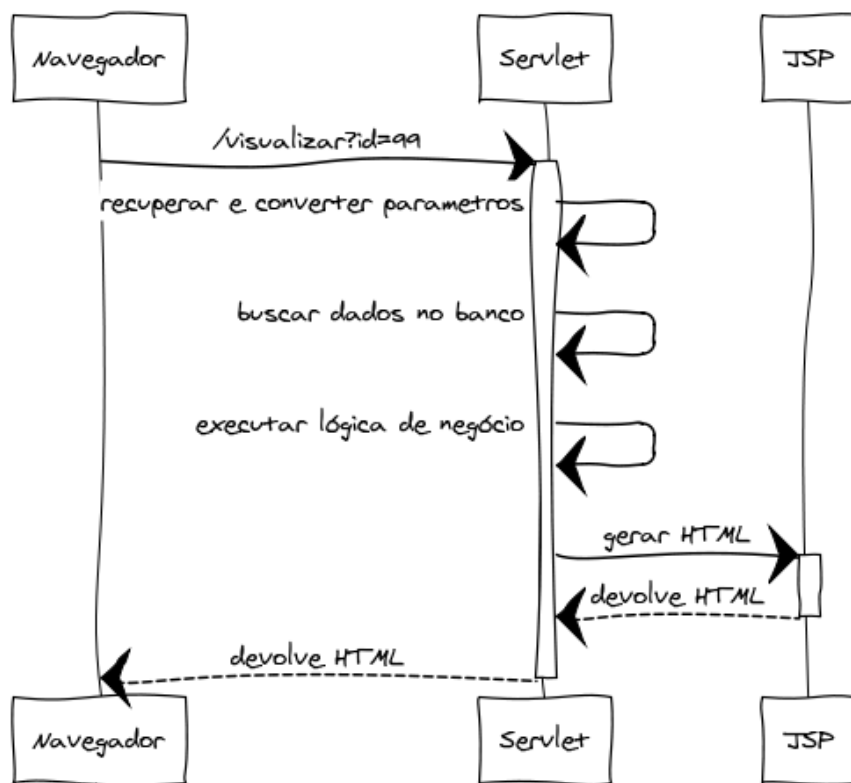 Navegador
Servlet
JSP
/visualizar?id=99
recuperar e converter parametros
buscar dados no banco
executar lógica de negócio
gerar HTML
devolve HTML
devolve HTML
Navegador
Servlet
JSP